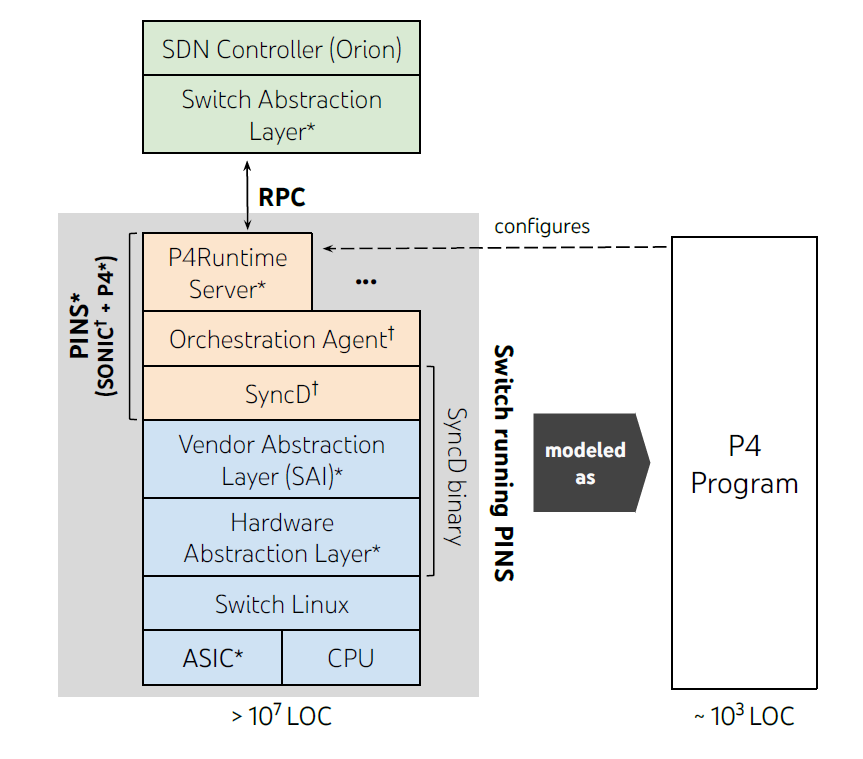 SDN Controller (Orion)
Switch Abstraction
Layer*
RPC
configures
P4Runtime
Server*
...
PINS*
(SONIC† + P4*)
Orchestration Agent†
SyncD†
Vendor Abstraction
Layer (SAI)*
Hardware
Abstraction Layer*
SyncD binary
Switch Linux
ASIC*
CPU
Switch running PINS
modeled
as
P4
Program
> 10⁷ LOC
~ 10³ LOC